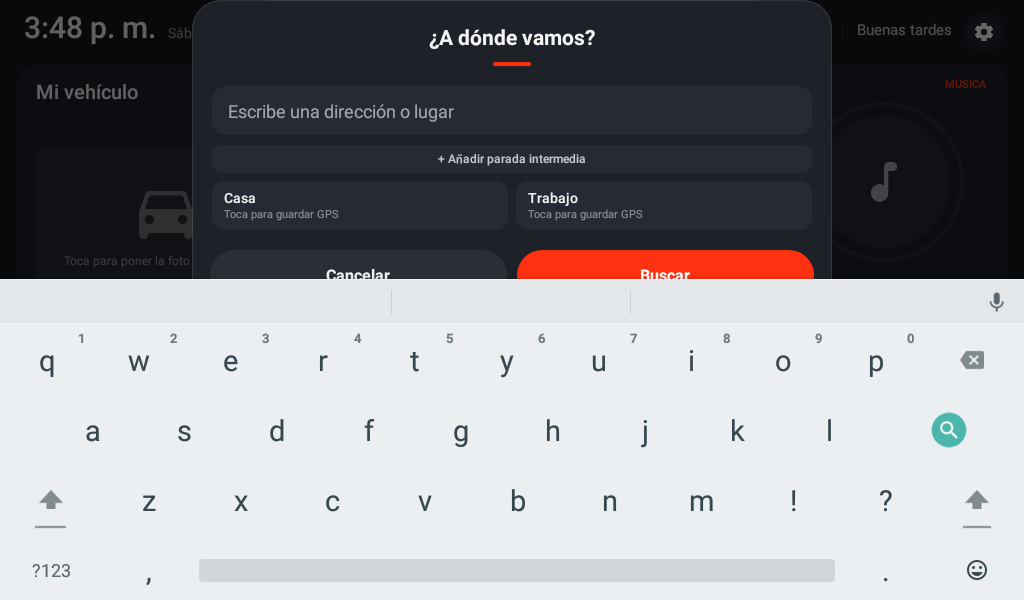 3:48 p. m.
Sáb
¿A dónde vamos?
Buenas tardes
Mi vehículo
MÚSICA
Escribe una dirección o lugar
+ Añadir parada intermedia
Casa
Toca para guardar GPS
Trabajo
Toca para guardar GPS
Toca para poner la foto
Cancelar
Buscar
1 2 3 4 5 6 7 8 9 0
q w e r t y u i o p
a s d f g h j k l
z x c v b n m ! ?
?123 , .